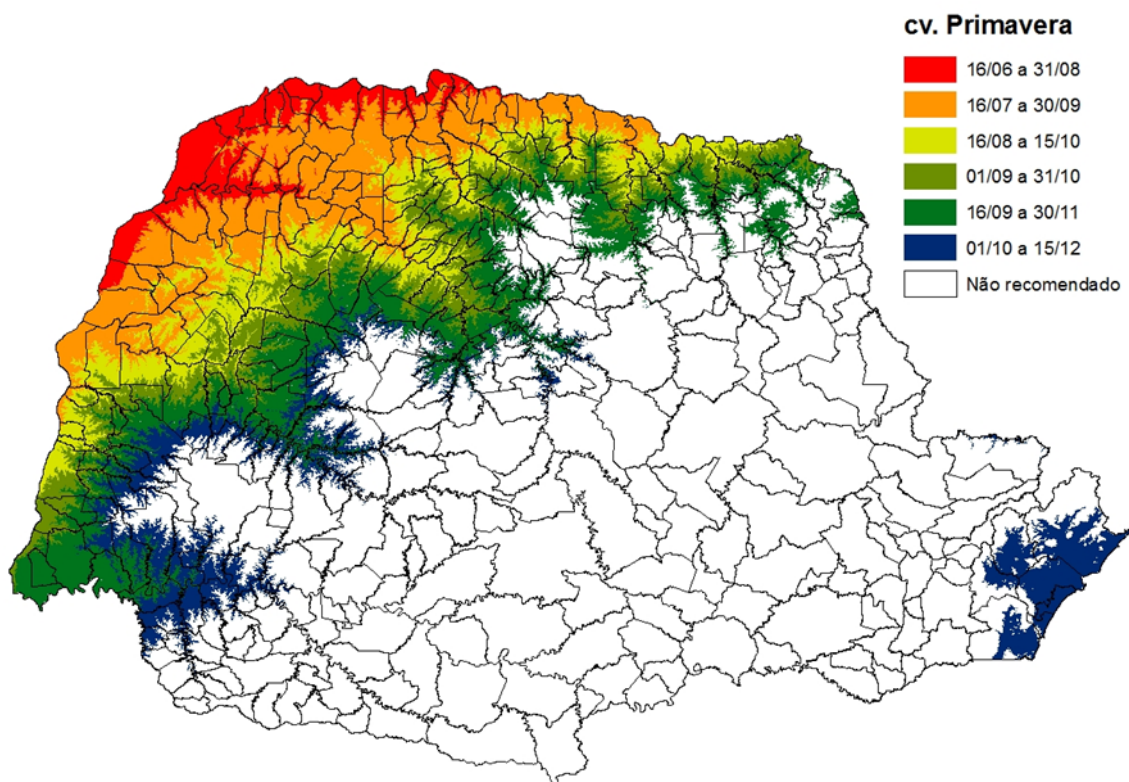 cv. Primavera
16/06 a 31/08
16/07 a 30/09
16/08 a 15/10
01/09 a 31/10
16/09 a 30/11
01/10 a 15/12
Não recomendado